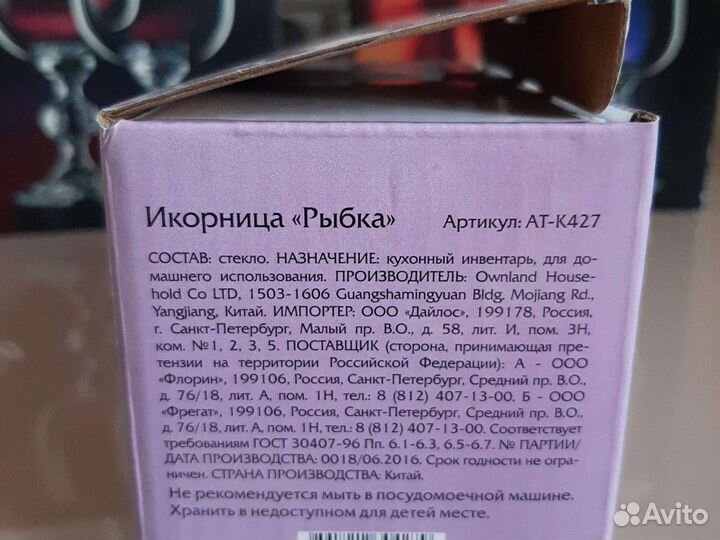 Икорница «Рыбка» Артикул: АТ-К427
СОСТАВ: стекло. НАЗНАЧЕНИЕ: кухонный инвентарь, для до-
машнего использования. ПРОИЗВОДИТЕЛЬ: Ownland House-
hold Co LTD, 1503-1606 Guangshamingyuan Bldg. Mojiang Rd.,
Yangjiang, Китай. ИМПОРТЕР: ООО «Дайлос», 199178, Россия,
г. Санкт-Петербург, Малый пр. В.О., д. 58, лит. И, пом. 3Н,
ком. №1, 2, 3, 5. ПОСТАВЩИК (сторона, принимающая пре-
тензии на территории Российской Федерации): А - ООО
«Флорин», 199106, Россия, Санкт-Петербург, Средний пр. В.О.,
д. 76/18, лит. А, пом. 1Н, тел.: 8 (812) 407-13-00. Б - ООО
«Фрегат», 199106, Россия, Санкт-Петербург, Средний пр. В.О.,
д. 76/18, лит. А, пом. 1Н, тел.: 8 (812) 407-13-00. Соответствует
требованиям ГОСТ 30407-96 Пп. 6.1-6.3, 6.5-6.7. № ПАРТИИ/
ДАТА ПРОИЗВОДСТВА: 0018/06.2016. Срок годности не огра-
ничен. СТРАНА ПРОИЗВОДСТВА: Китай.
Не рекомендуется мыть в посудомоечной машине.
Хранить в недоступном для детей месте.
Avito